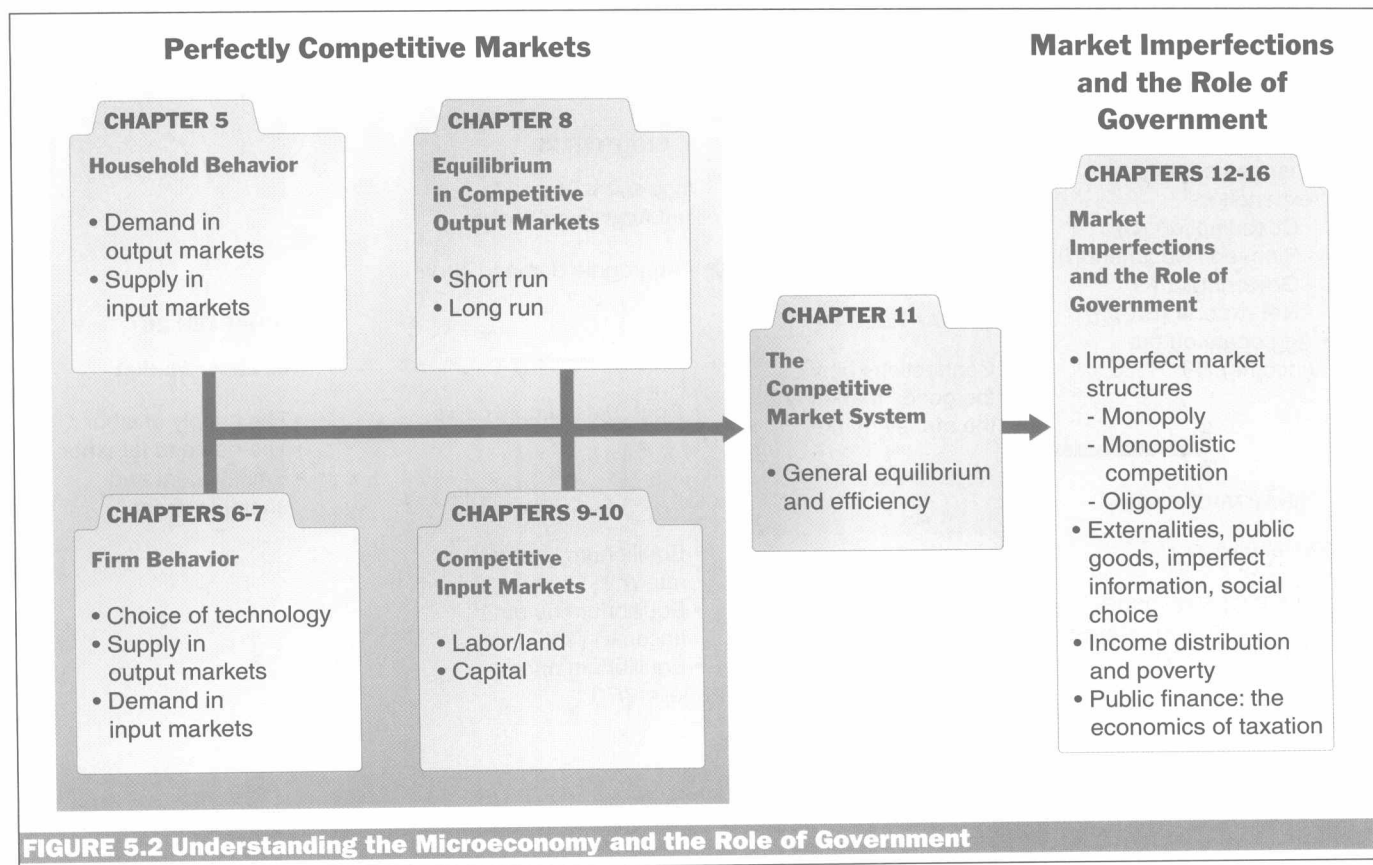 Perfectly Competitive Markets
Market Imperfections
and the Role of
Government
CHAPTER 5
Household Behavior
• Demand in
output markets
• Supply in
input markets
CHAPTER 8
Equilibrium
in Competitive
Output Markets
• Short run
• Long run
CHAPTERS 6-7
Firm Behavior
• Choice of technology
• Supply in
output markets
• Demand in
input markets
CHAPTERS 9-10
Competitive
Input Markets
• Labor/land
• Capital
CHAPTER 11
The
Competitive
Market System
• General equilibrium
and efficiency
CHAPTERS 12-16
Market
Imperfections
and the Role of
Government
• Imperfect market
structures
- Monopoly
- Monopolistic
competition
- Oligopoly
• Externalities, public
goods, imperfect
information, social
choice
• Income distribution
and poverty
• Public finance: the
economics of taxation
FIGURE 5.2 Understanding the Microeconomy and the Role of Government